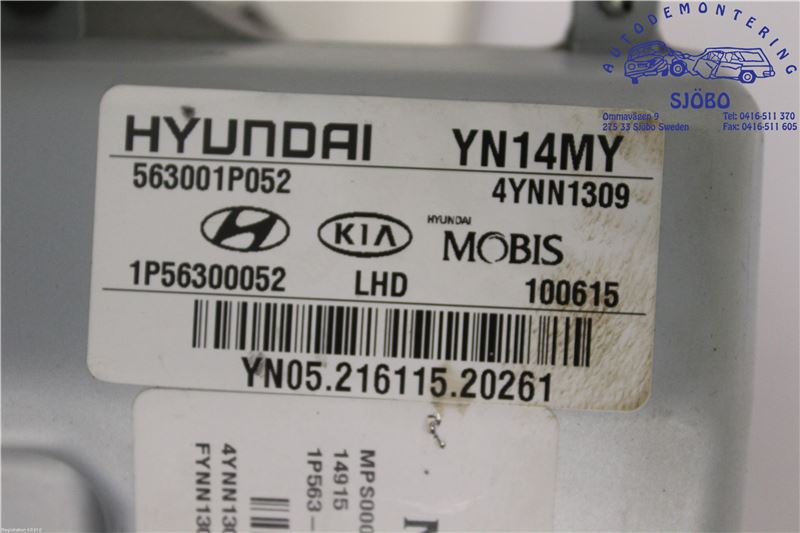 AUTODEMONTERING
SJÖBO
Ommavägen 9
275 33 Sjöbo Sweden
Tel: 0416-511 370
Fax: 0416-511 605
HYUNDAI YN14MY
563001P052 4YNN1309
KIA HYUNDAI MOBIS
1P56300052 LHD 100615
YN05.216115.20261
4YNN130
FYNN130
MPS000
14915
1P563-